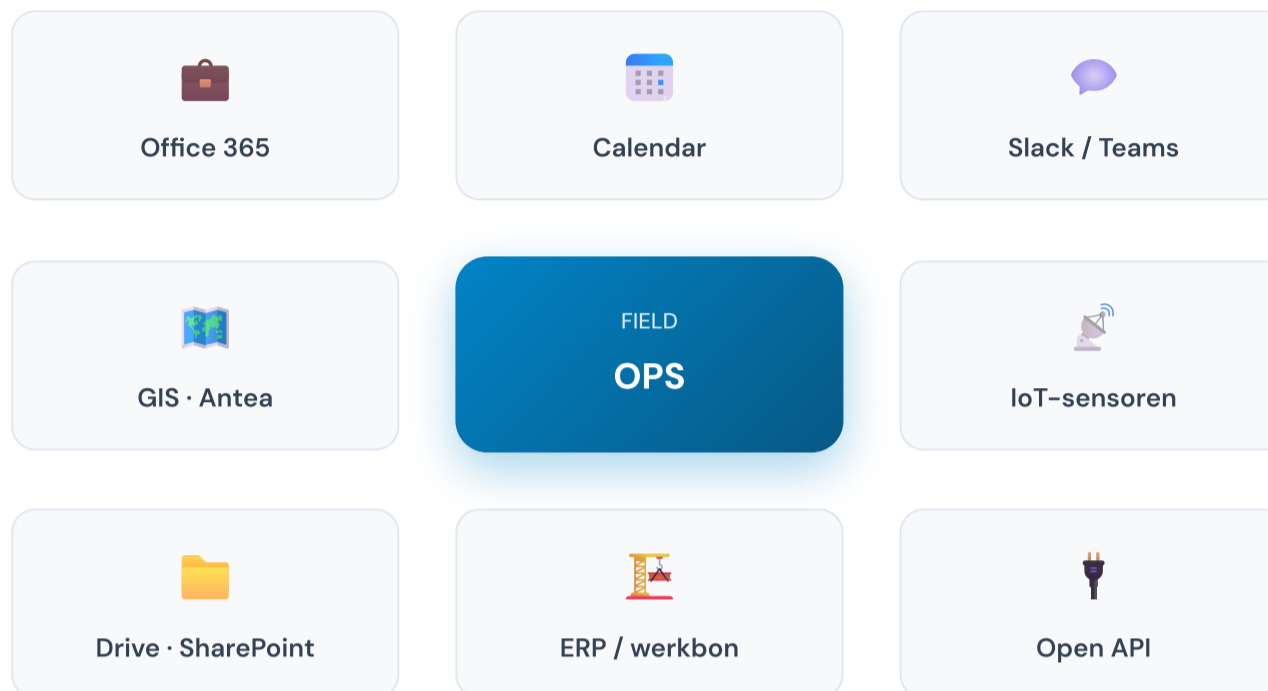 Office 365
Calendar
Slack / Teams
GIS · Antea
FIELD
OPS
IoT-sensoren
Drive · SharePoint
ERP / werkbon
Open API